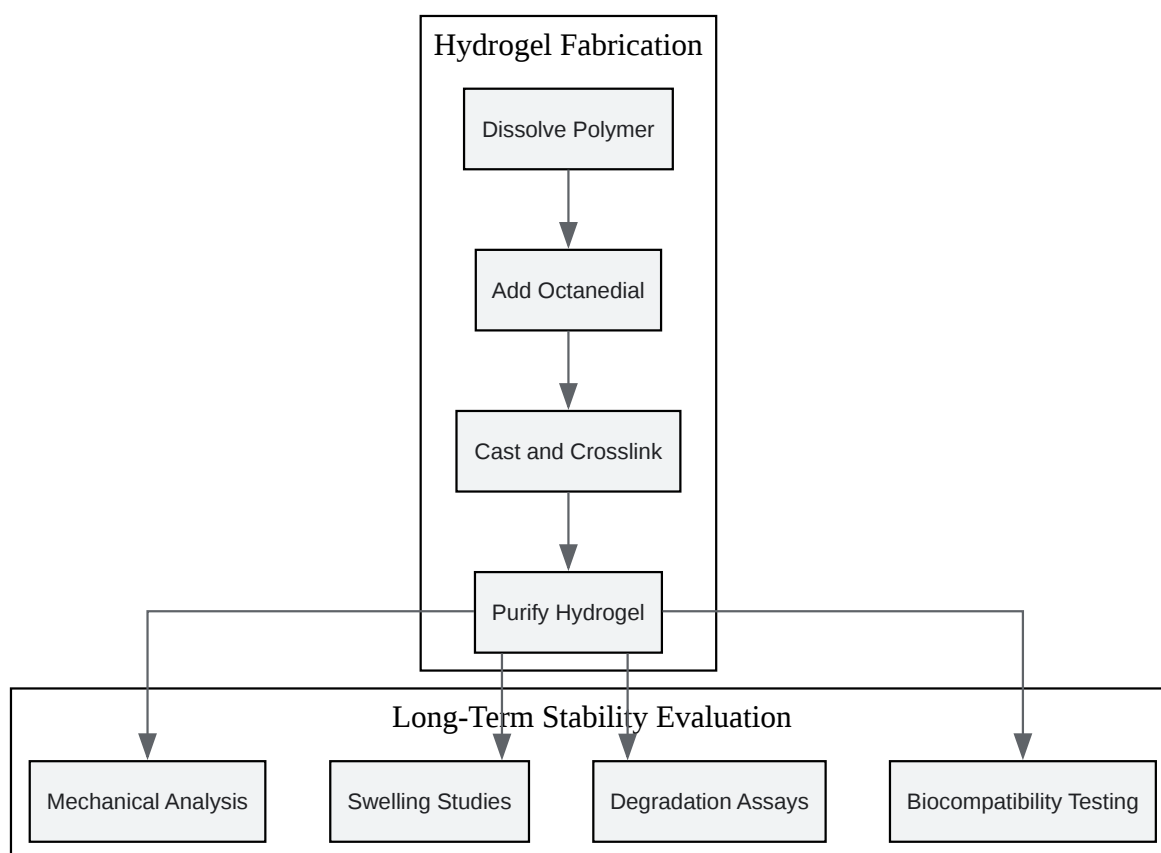 Hydrogel Fabrication
Dissolve Polymer
Add Octanedial
Cast and Crosslink
Purify Hydrogel
Long-Term Stability Evaluation
Mechanical Analysis
Swelling Studies
Degradation Assays
Biocompatibility Testing